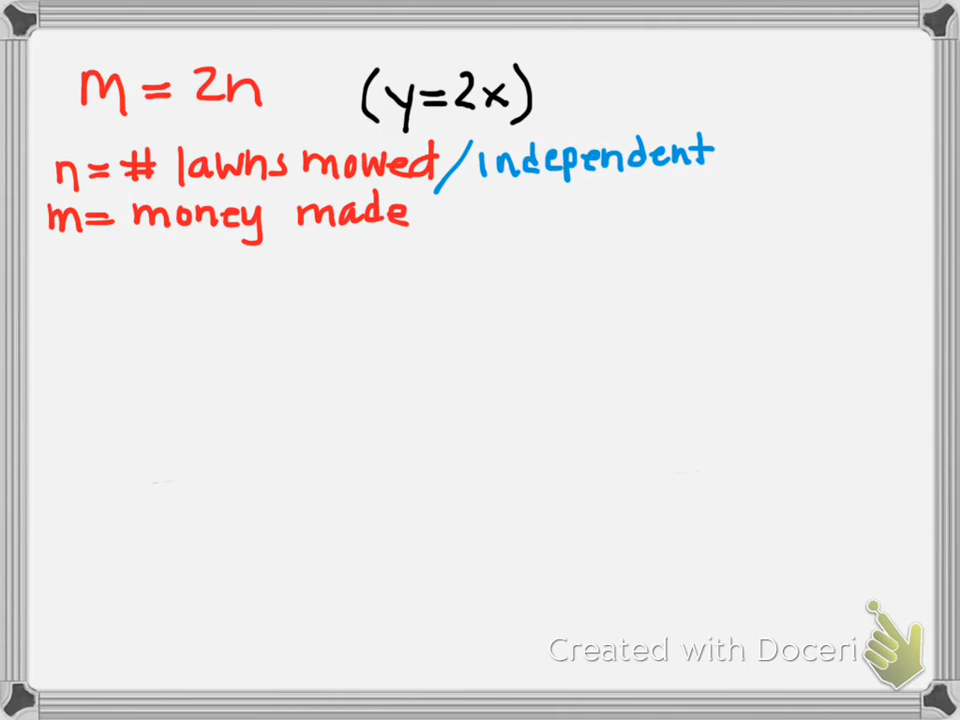 m = 2n (y=2x)
n = # lawns mowed/independent
m= money made
Created with Doceri